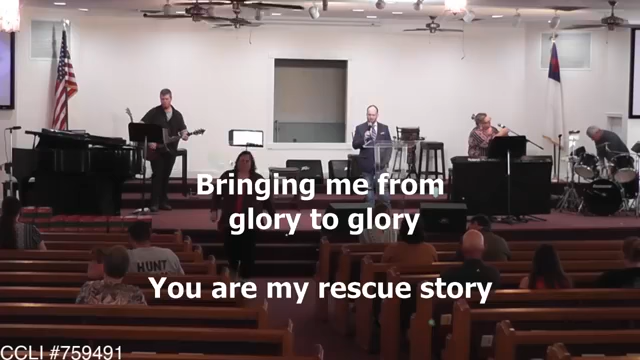 Bringing me from
glory to glory
You are my rescue story
HUNT
CCLI #759491